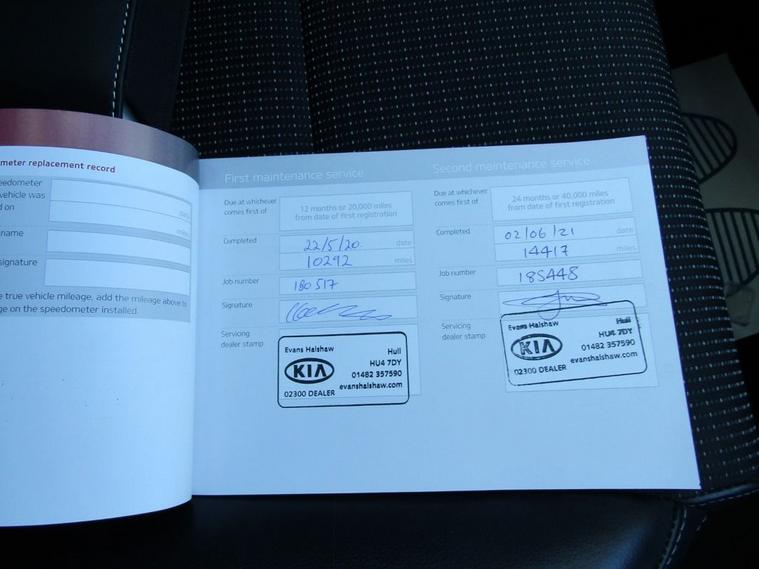 meter replacement record
eedometer
vehicle was
d on
miles
name
signature
e true vehicle mileage, add the mileage above to
ge on the speedometer installed.
First maintenance service
Due at whichever
comes first of
12 months or 20,000 miles
from date of first registration
Completed
22/5/20 date
10292 miles
Job number
180517
Signature
Servicing
dealer stamp
Evans Halshaw
Hull
HU4 7DY
KIA
01482 357590
evanshalshaw.com
02300 DEALER
Second maintenance service
Due at whichever
comes first of
24 months or 40,000 miles
from date of first registration
Completed
02/06/21 date
14417 miles
Job number
185448
Signature
Servicing
dealer stamp
Evans Halshaw
Hull
HU4 7DY
KIA
01482 357590
evanshalshaw.com
02300 DEALER